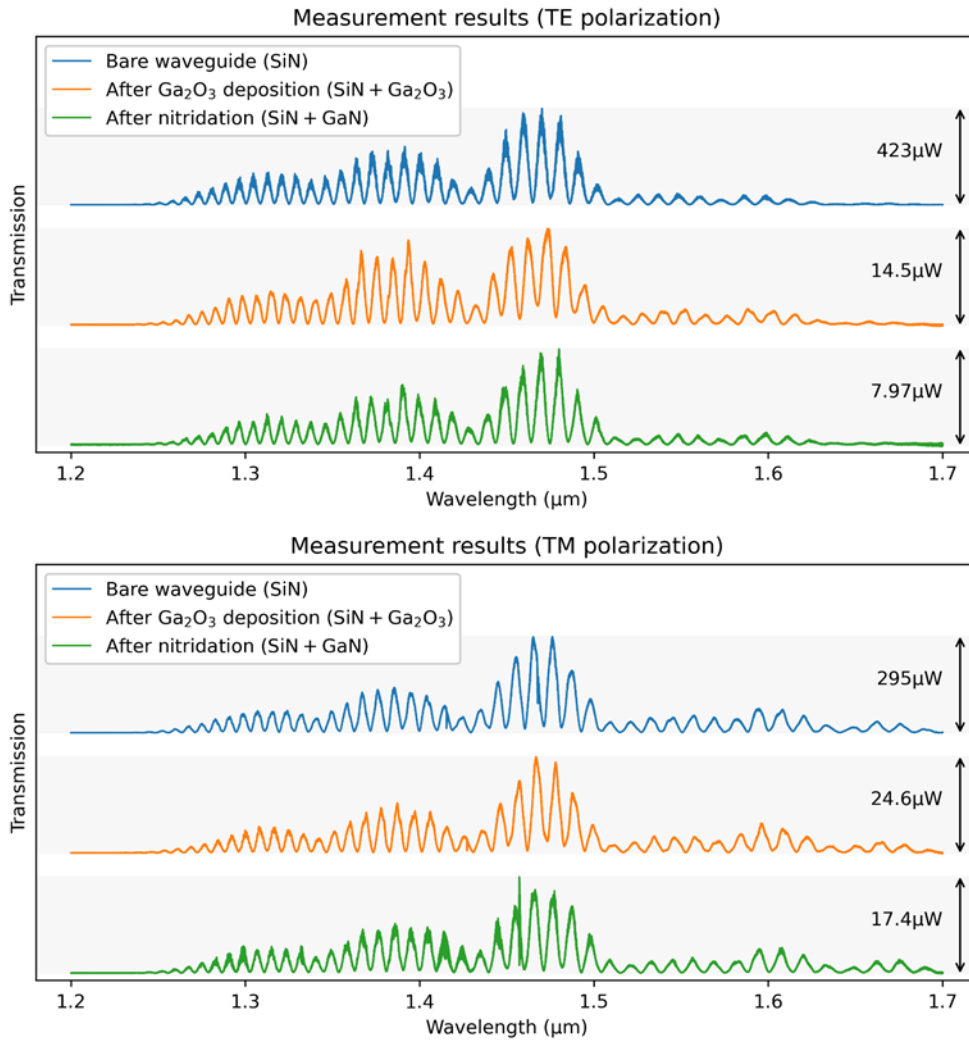 Measurement results (TE polarization)
Bare waveguide (SiN)
After Ga₂O₃ deposition (SiN + Ga₂O₃)
After nitridation (SiN + GaN)
423μW
14.5μW
7.97μW
Transmission
1.2 1.3 1.4 1.5 1.6 1.7
Wavelength (μm)
Measurement results (TM polarization)
Bare waveguide (SiN)
After Ga₂O₃ deposition (SiN + Ga₂O₃)
After nitridation (SiN + GaN)
295μW
24.6μW
17.4μW
Transmission
1.2 1.3 1.4 1.5 1.6 1.7
Wavelength (μm)